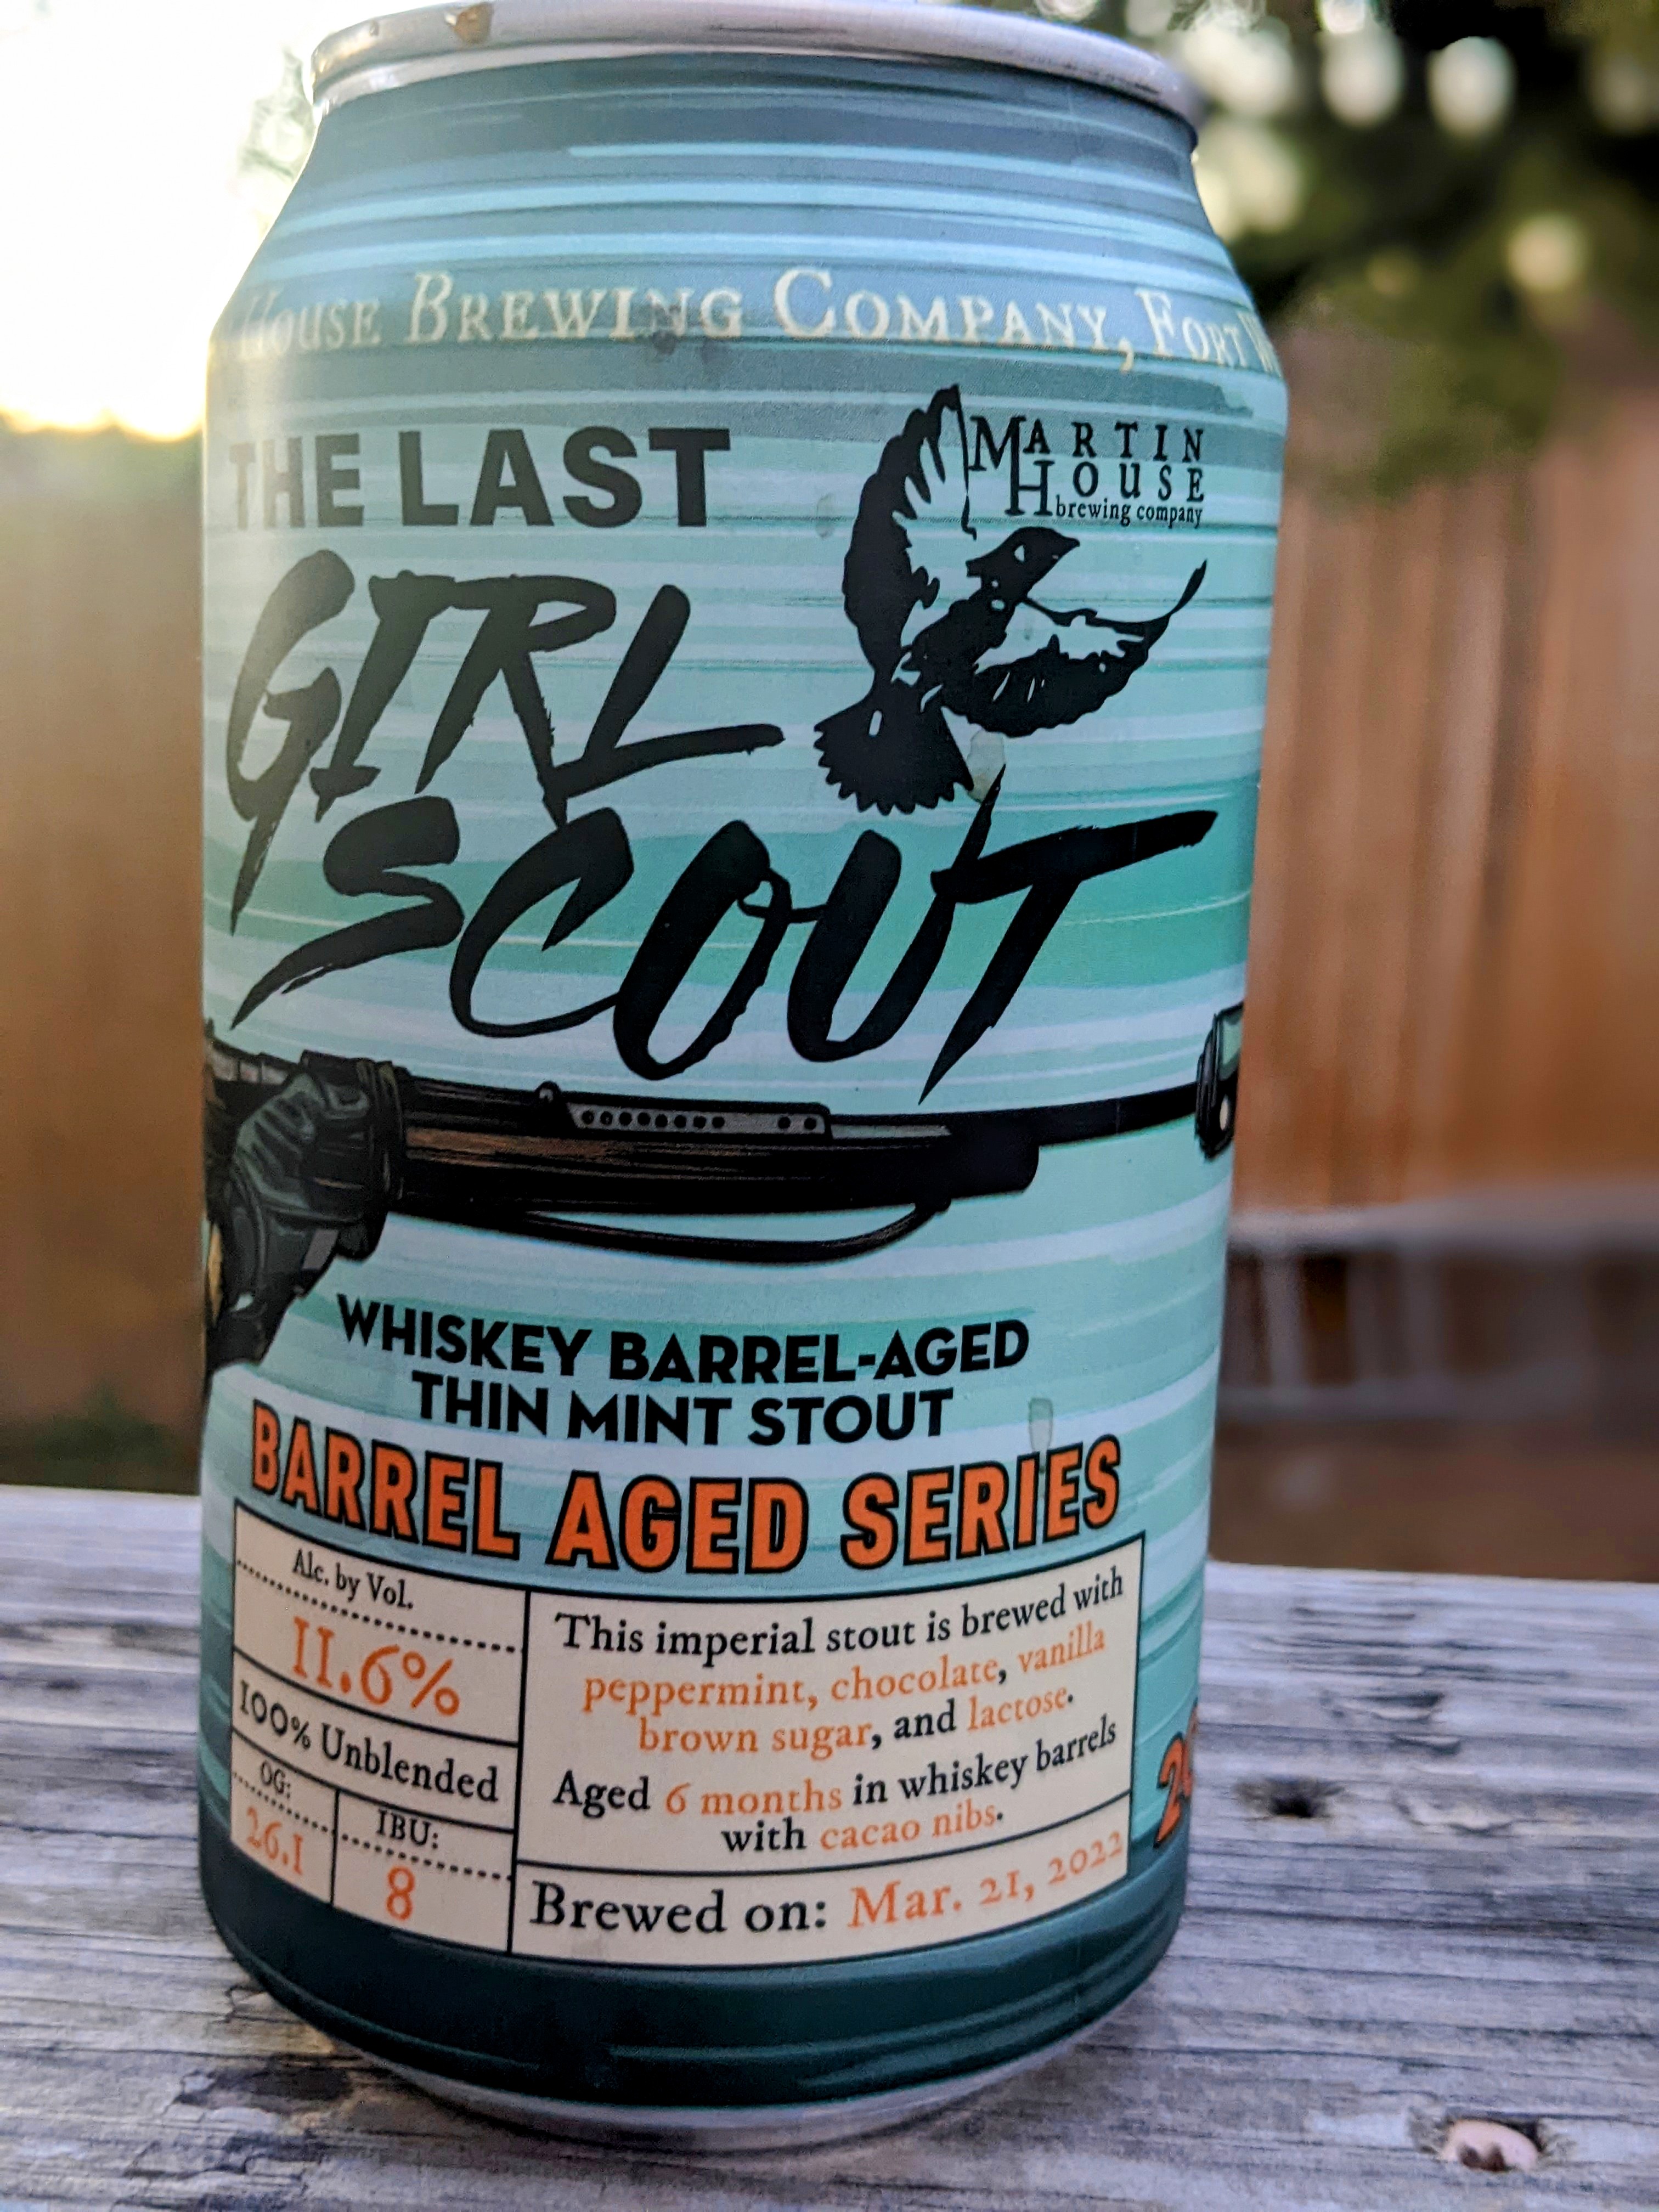 House Brewing Company, Fort
THE LAST
GIRL
SCOUT
MARTIN
HOUSE
brewing company
WHISKEY BARREL-AGED
THIN MINT STOUT
BARREL AGED SERIES
Alc. by Vol.
11.6%
100% Unblended
OG:
26.1
IBU:
8
This imperial stout is brewed with
peppermint, chocolate, vanilla
brown sugar, and lactose.
Aged 6 months in whiskey barrels
with cacao nibs.
Brewed on: Mar. 21, 2022